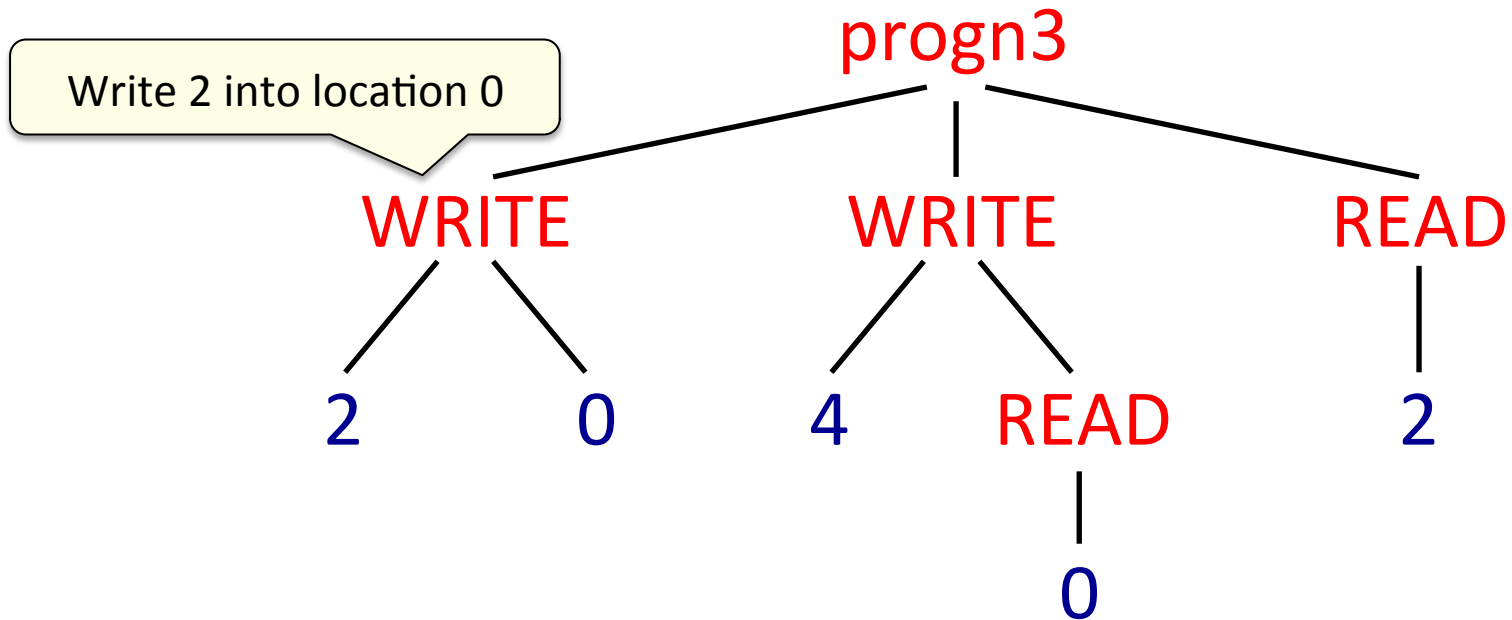 progn3
Write 2 into location 0
WRITE WRITE READ
2 0 4 READ 2
0